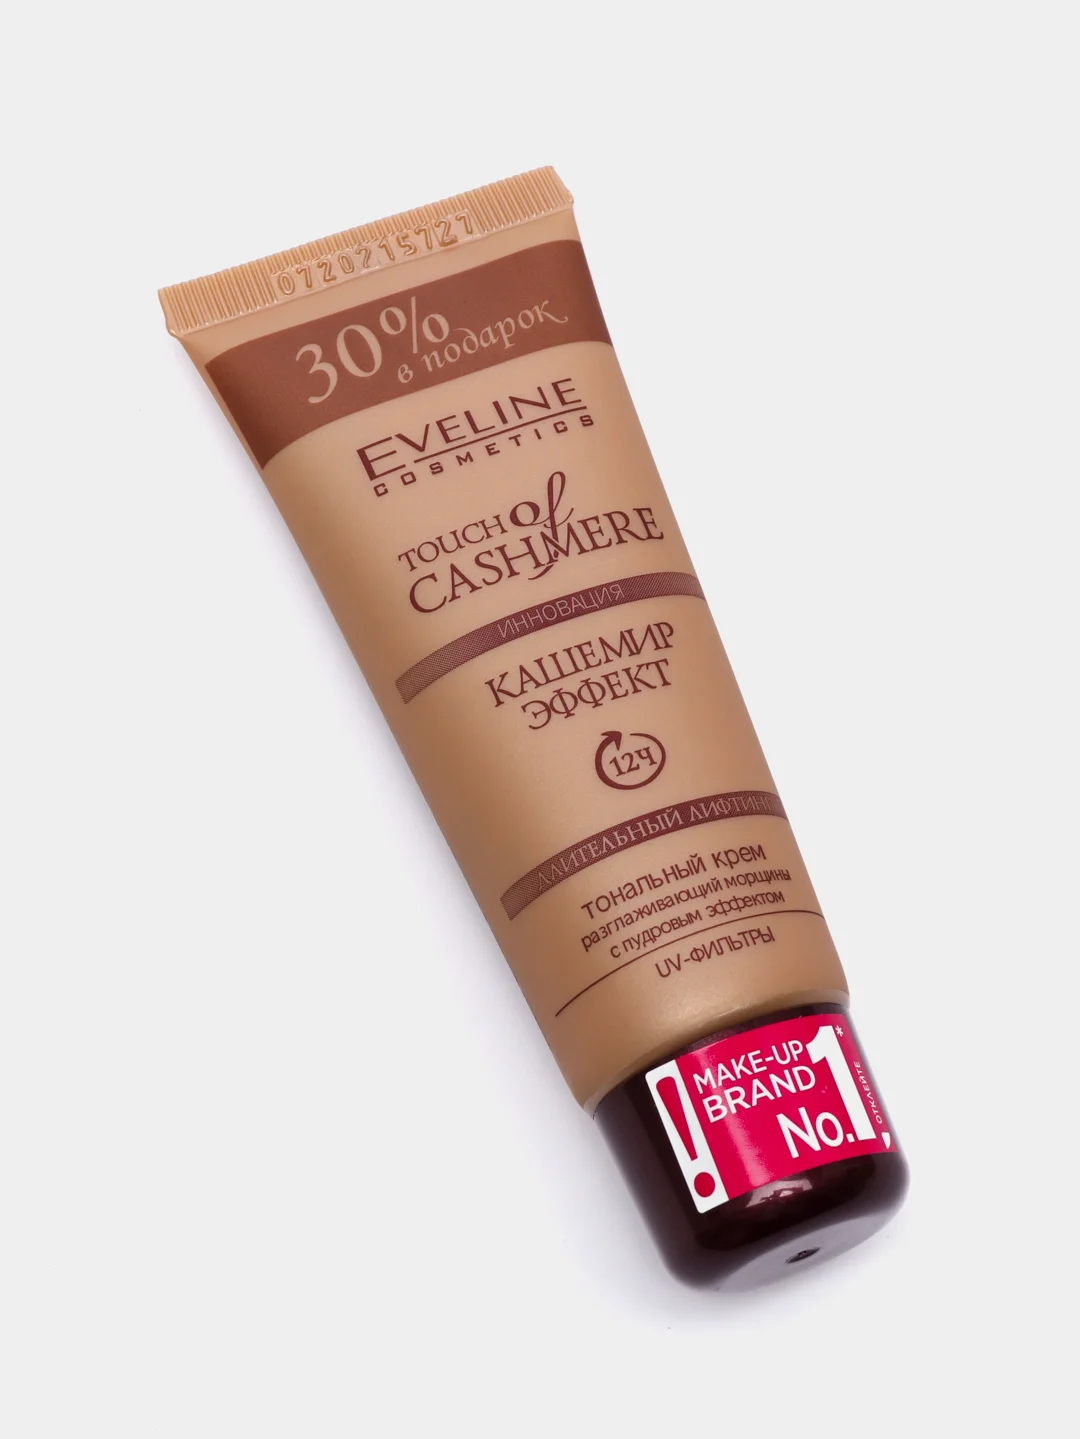 0720215727
30%
в подарок
EVELINE
COSMETICS
TOUCH of
CASHMERE
ИННОВАЦИЯ
КАШЕМИР
ЭФФЕКТ
12Ч
ДЛИТЕЛЬНЫЙ ЛИФТИНГ
тональный крем
разглаживающий морщины
с пудровым эффектом
UV-ФИЛЬТРЫ
MAKE-UP
BRAND
No.1*
ОТКЛЕЙТЕ